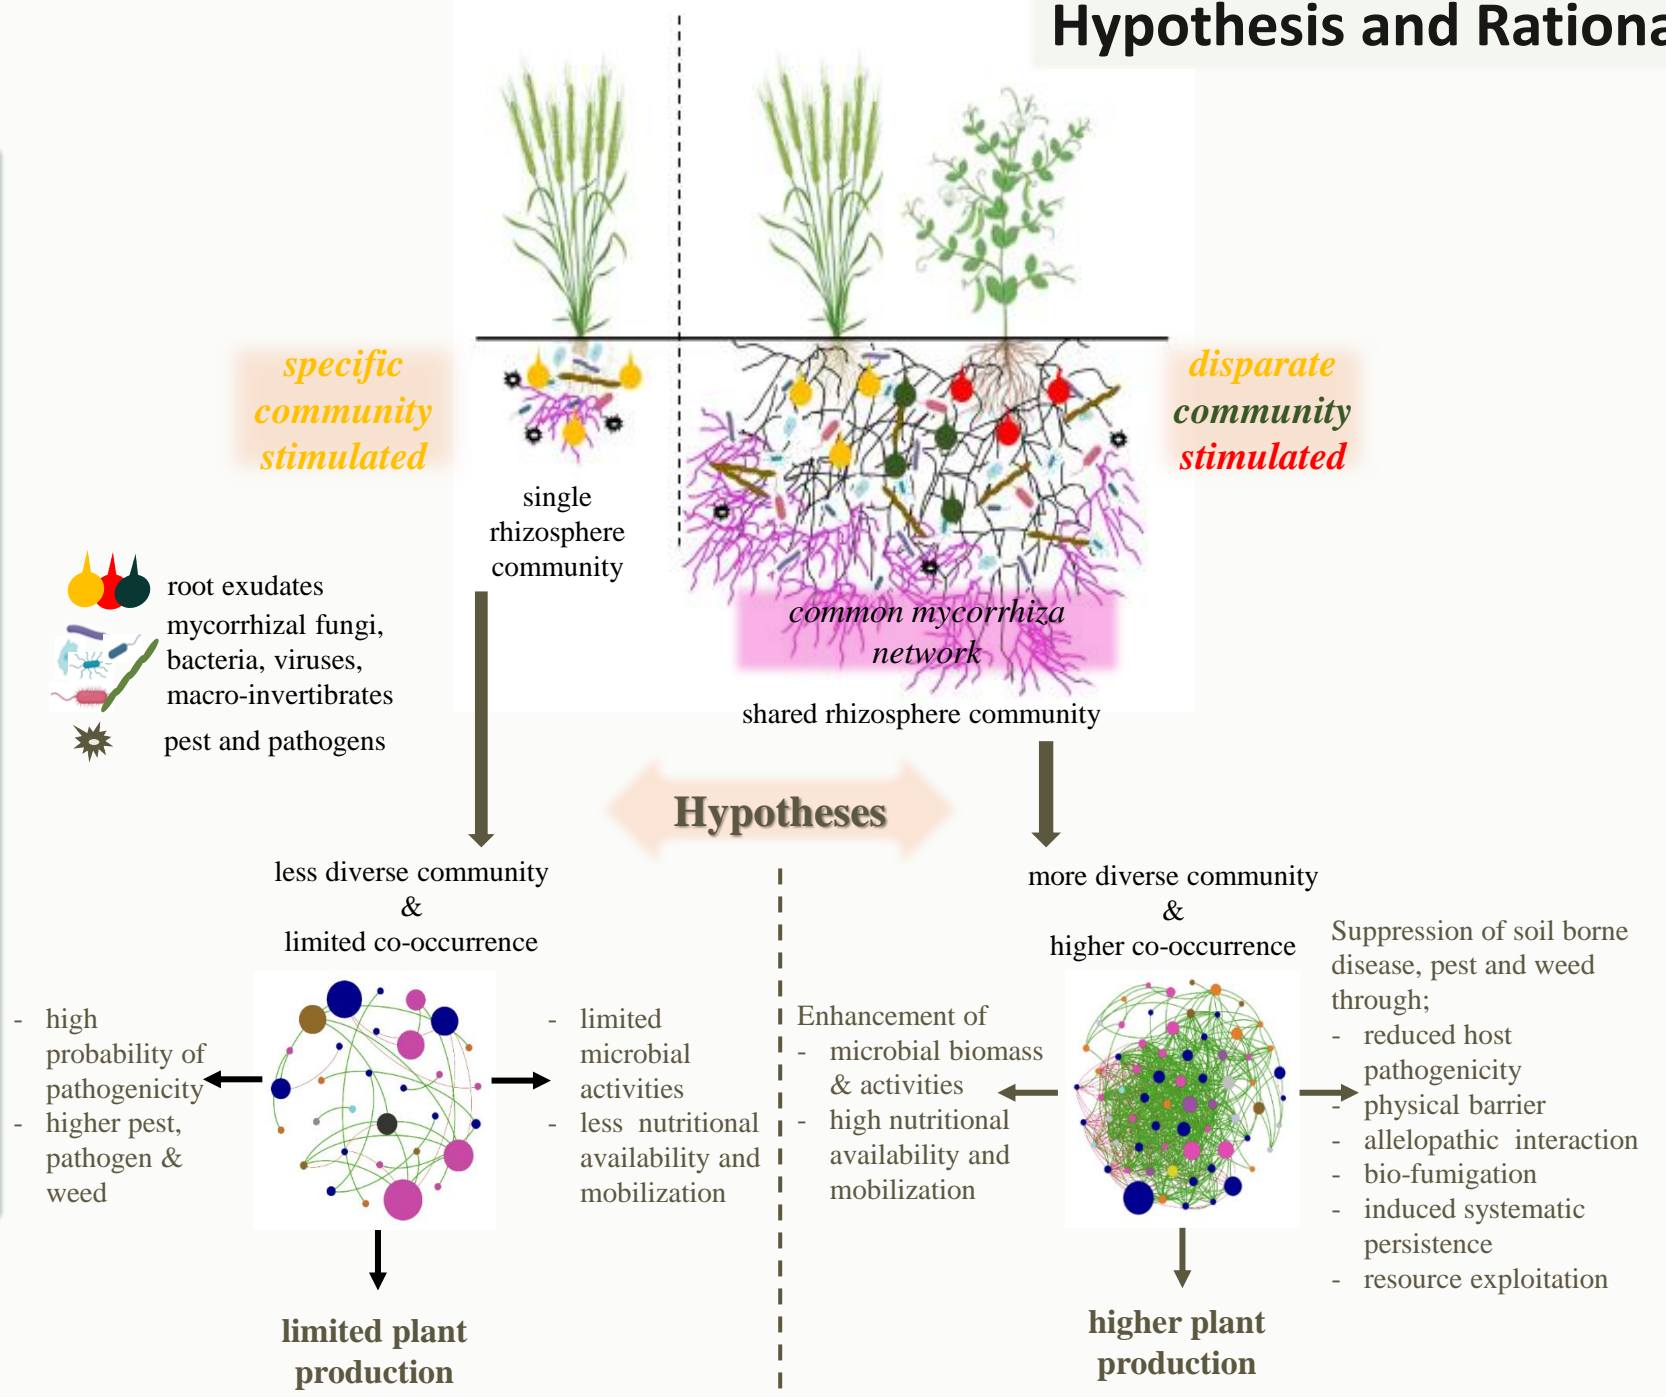 Hypothesis and Rationa
specific
community
stimulated
disparate
community
stimulated
single
rhizosphere
community
root exudates
mycorrhizal fungi,
bacteria, viruses,
macro-invertibrates
pest and pathogens
common mycorrhiza
network
shared rhizosphere community
Hypotheses
less diverse community
&
limited co-occurrence
- high
probability of
pathogenicity
- higher pest,
pathogen &
weed
- limited
microbial
activities
- less nutritional
availability and
mobilization
limited plant
production
more diverse community
&
higher co-occurrence
Enhancement of
- microbial biomass
& activities
- high nutritional
availability and
mobilization
Suppression of soil borne
disease, pest and weed
through;
- reduced host
pathogenicity
- physical barrier
- allelopathic interaction
- bio-fumigation
- induced systematic
persistence
- resource exploitation
higher plant
production